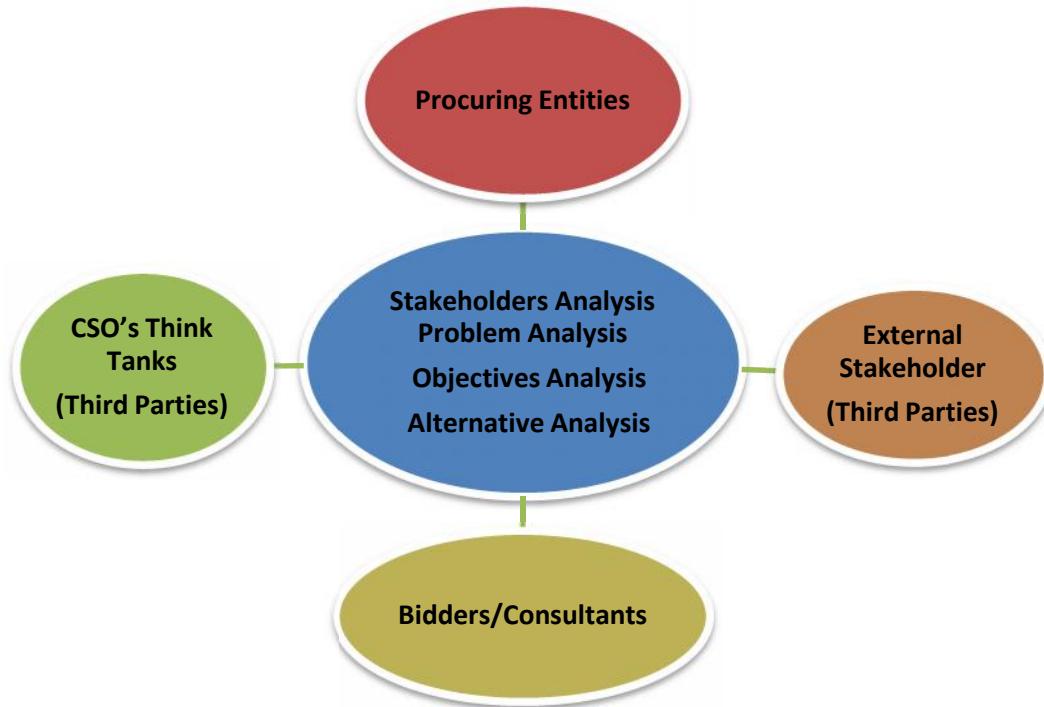 Procuring Entities
Stakeholders Analysis
Problem Analysis
Objectives Analysis
Alternative Analysis
CSO’s Think
Tanks
(Third Parties)
External
Stakeholder
(Third Parties)
Bidders/Consultants